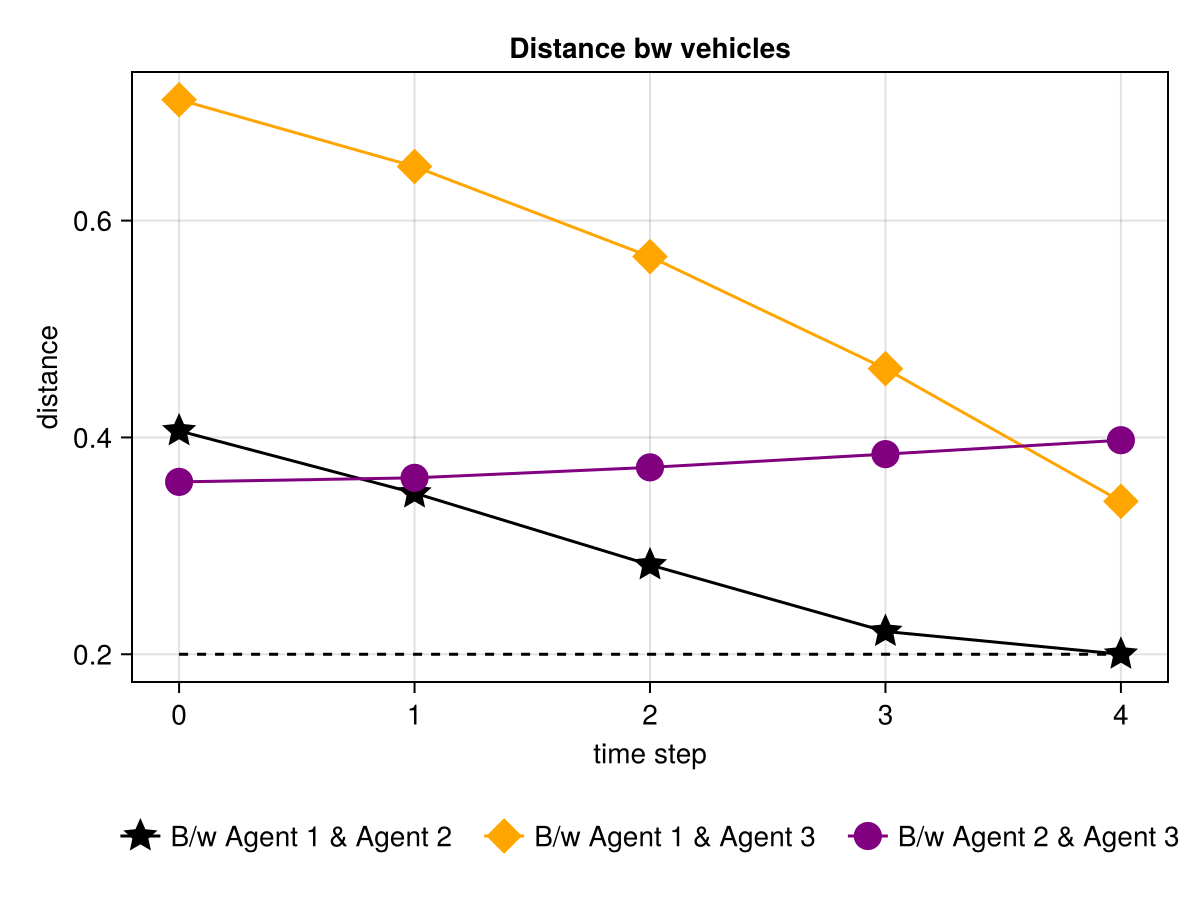 Distance bw vehicles
distance
0.6
0.4
0.2
0 1 2 3 4
time step
B/w Agent 1 & Agent 2 B/w Agent 1 & Agent 3 B/w Agent 2 & Agent 3